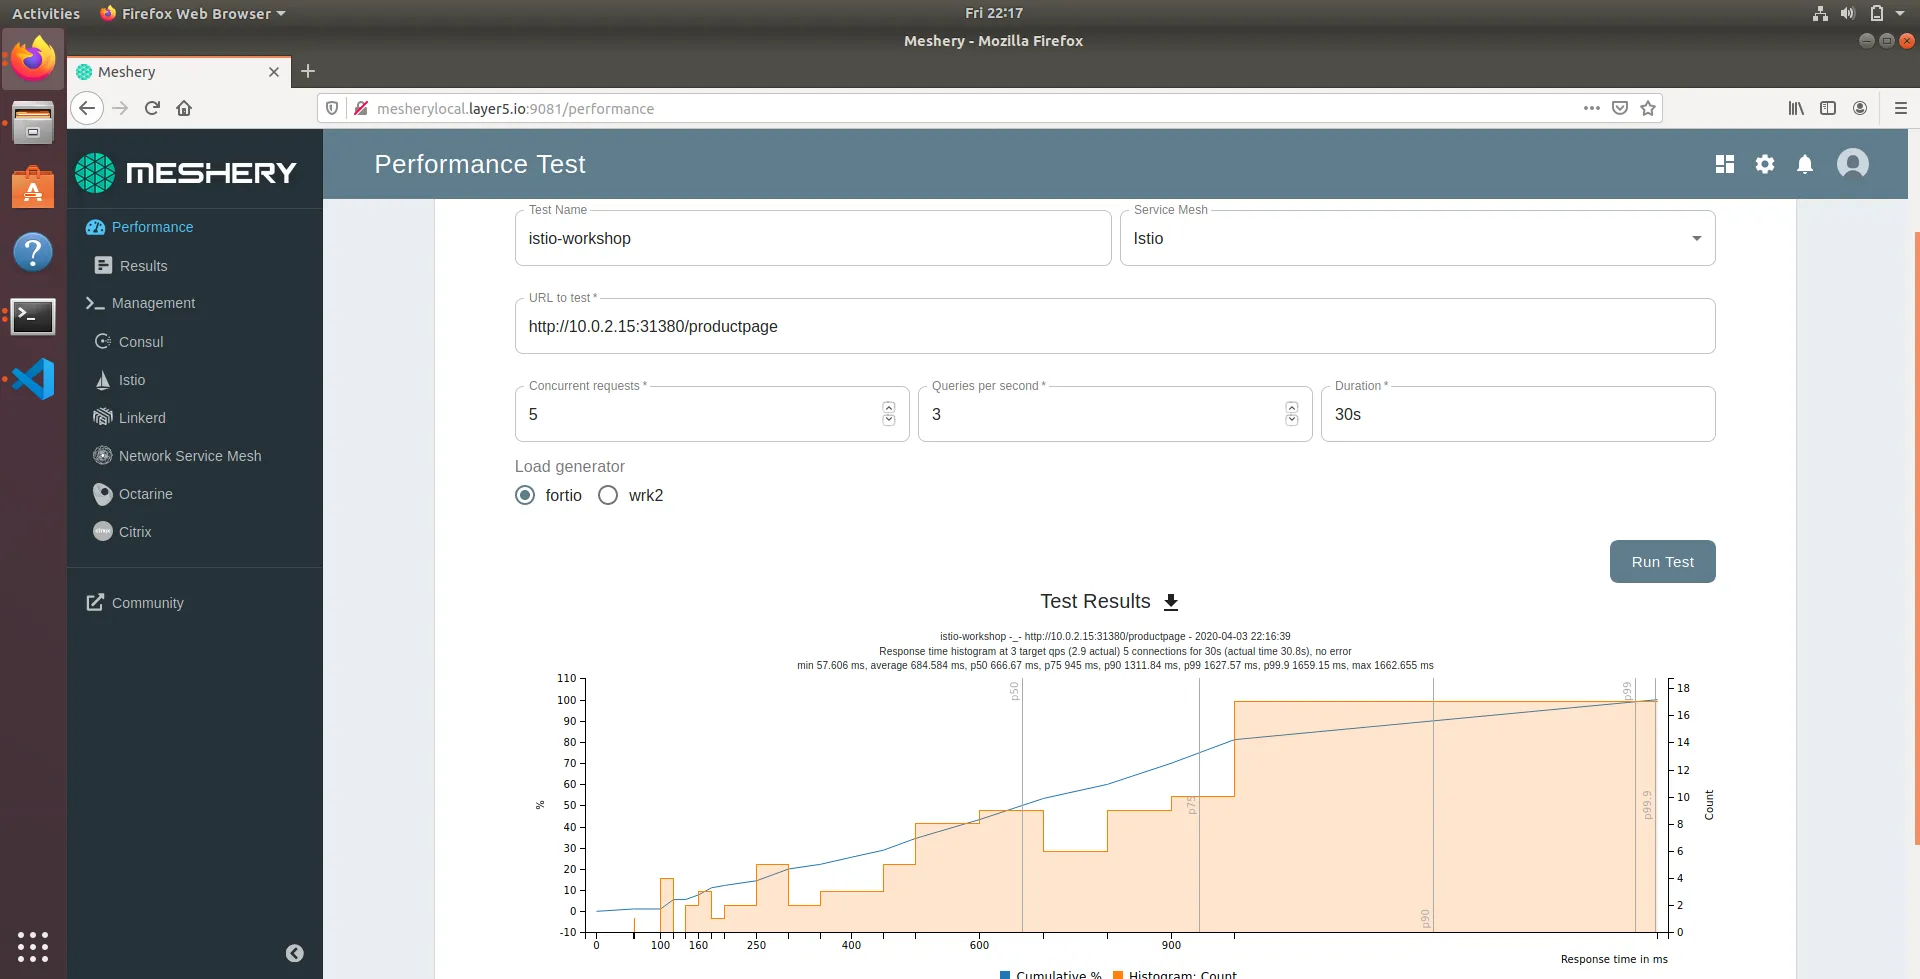 Activities Firefox Web Browser Fri 22:17
Meshery - Mozilla Firefox
Meshery
mesherylocal.layer5.io:9081/performance
MESHERY
Performance Test
Performance
Results
Management
Consul
Istio
Linkerd
Network Service Mesh
Octarine
Citrix
Community
Test Name
istio-workshop
Service Mesh
Istio
URL to test *
http://10.0.2.15:31380/productpage
Concurrent requests *
5
Queries per second *
3
Duration *
30s
Load generator
fortio wrk2
Run Test
Test Results
istio-workshop -_- http://10.0.2.15:31380/productpage - 2020-04-03 22:16:39
Response time histogram at 3 target qps (2.9 actual) 5 connections for 30s (actual time 30.8s), no error
min 57.606 ms, average 684.584 ms, p50 666.67 ms, p75 945 ms, p90 1311.84 ms, p99 1627.57 ms, p99.9 1659.15 ms, max 1662.655 ms
110
100
90
80
70
60
50
40
30
20
10
0
-10
%
p50
p75
p90
p99
p99.9
18
16
14
12
10
8
6
4
2
0
Count
0 100 160 250 400 600 900
Response time in ms
Cumulative % Histogram: Count